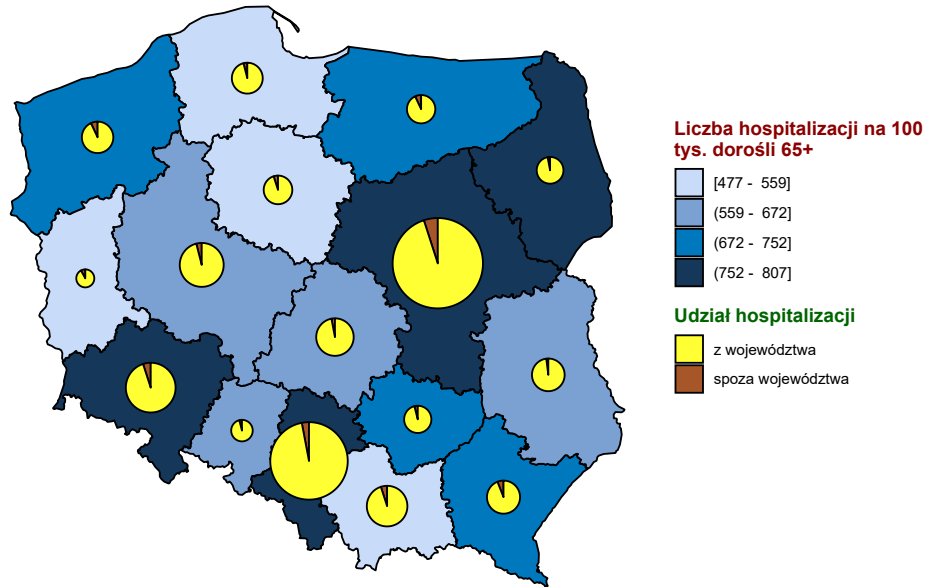 Liczba hospitalizacji na 100
tys. dorośli 65+
[477 - 559]
(559 - 672]
(672 - 752]
(752 - 807]
Udział hospitalizacji
z województwa
spoza województwa